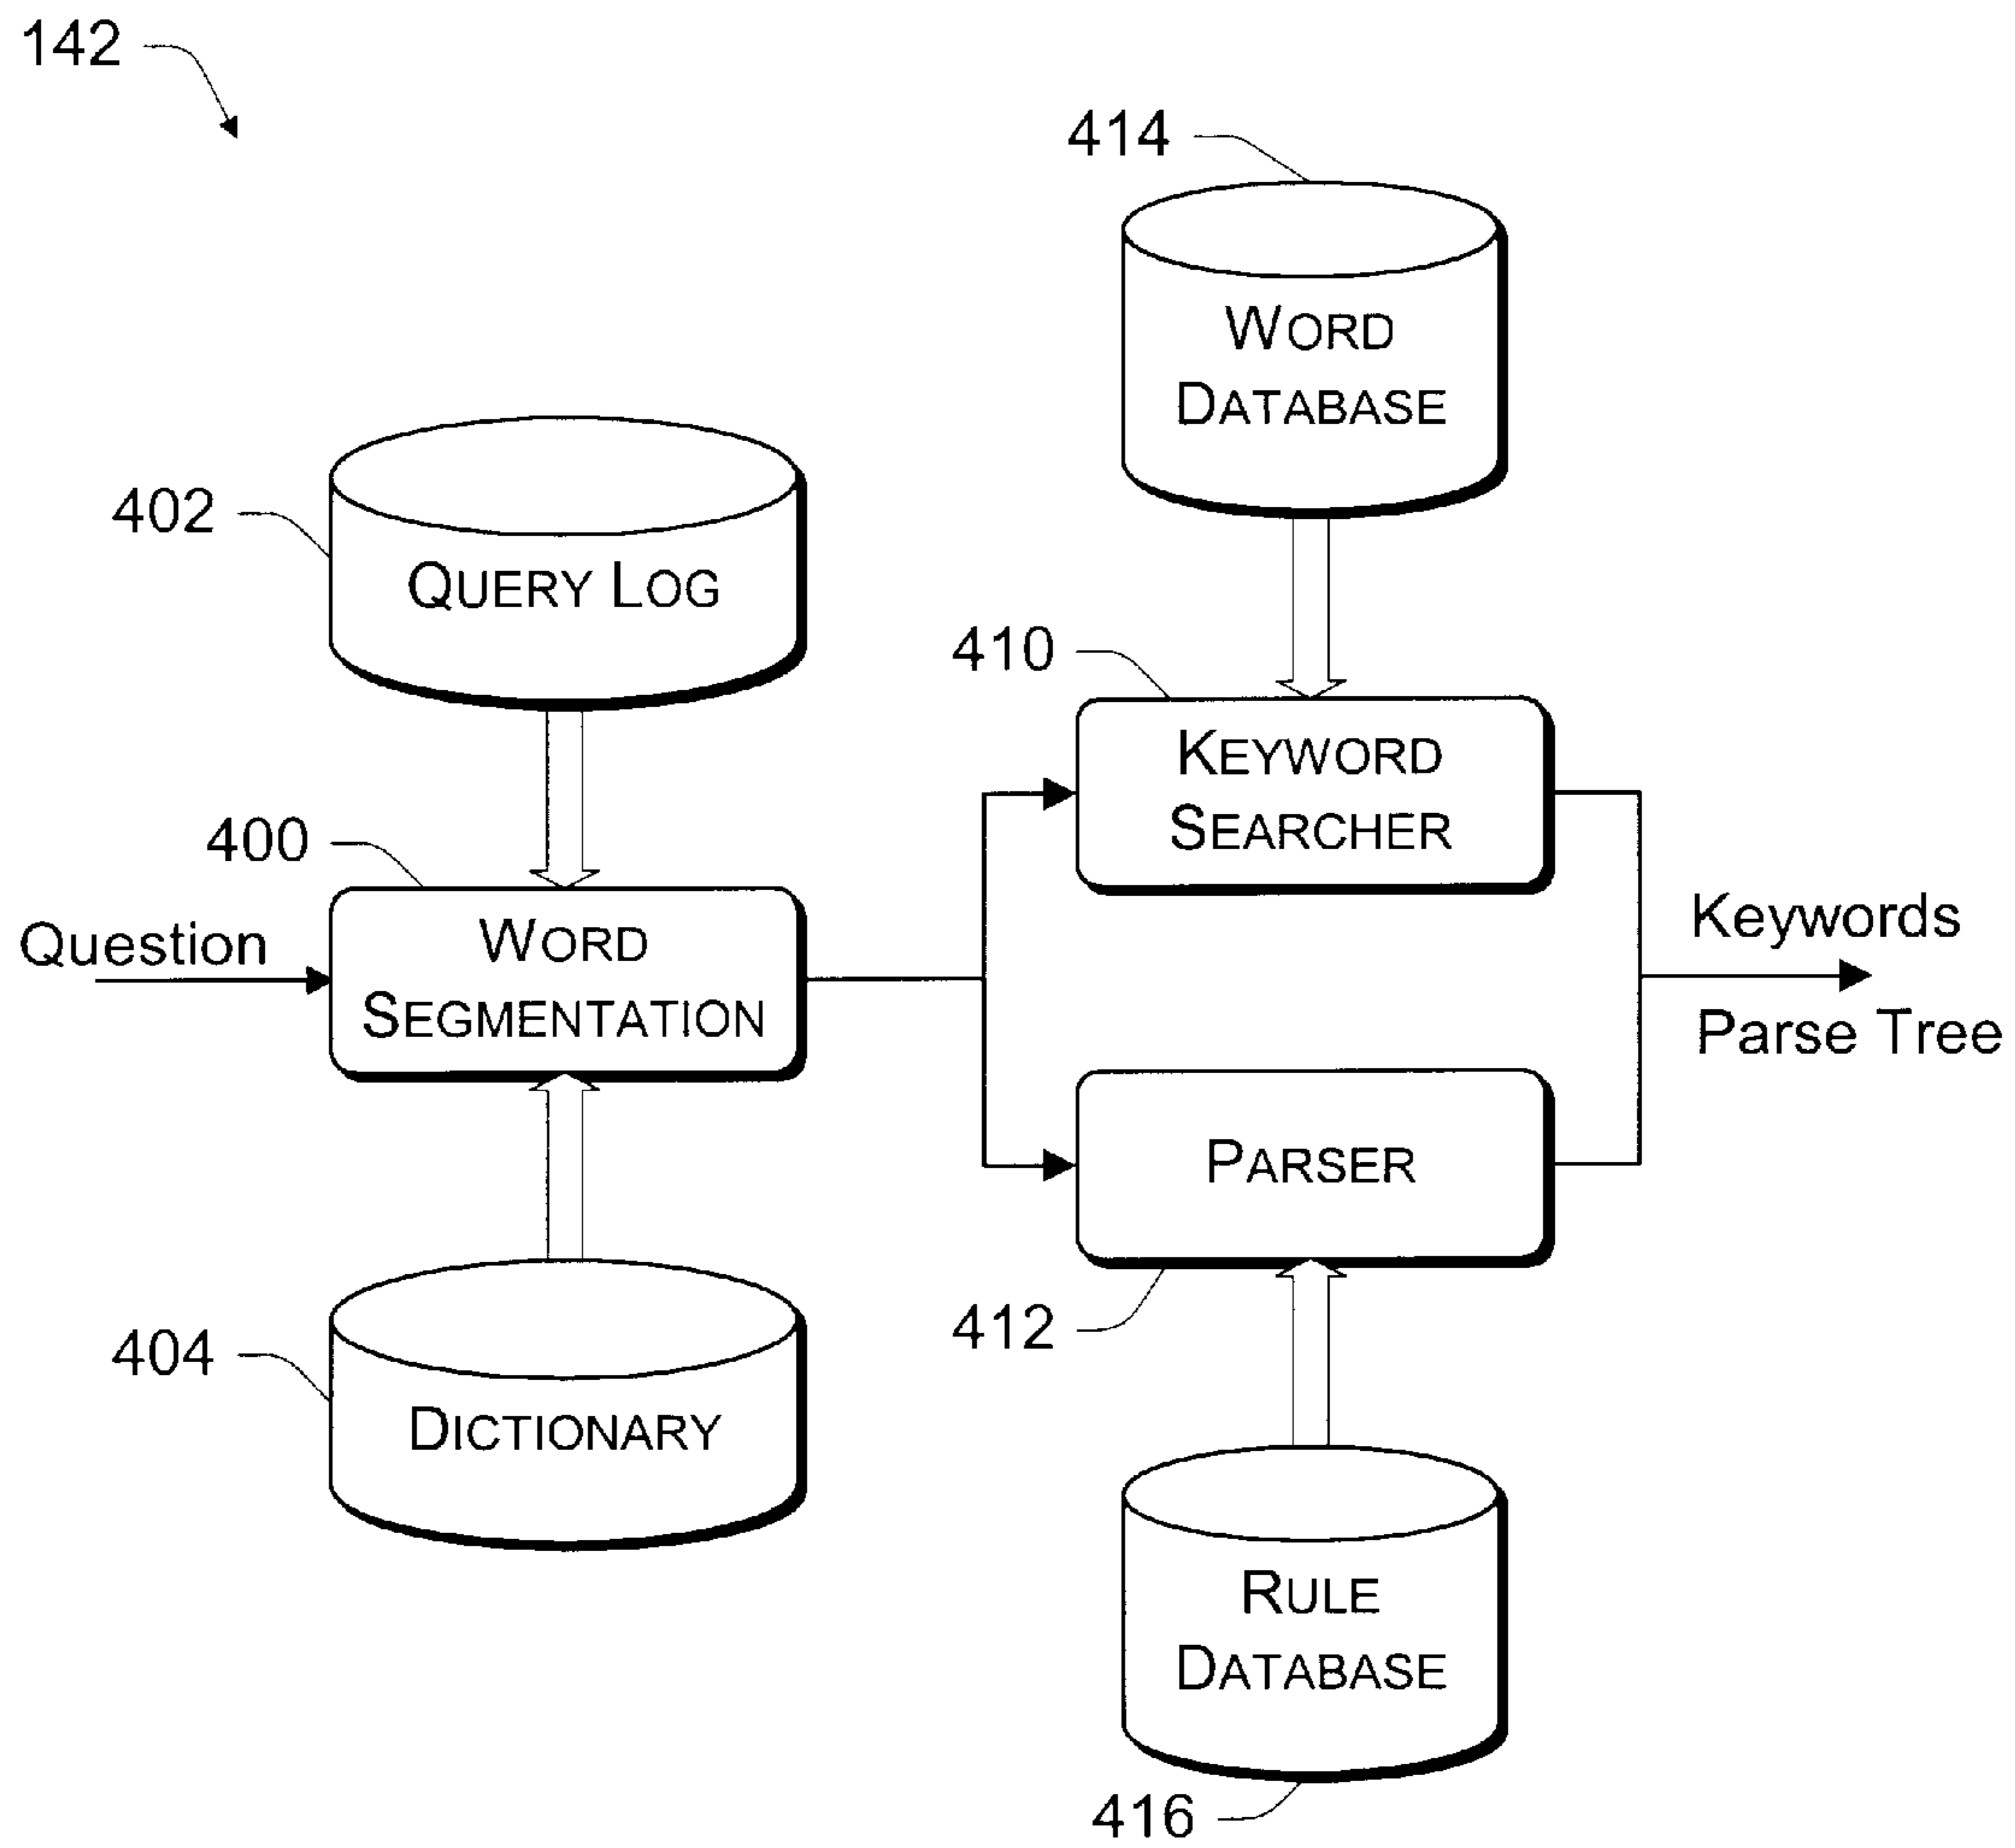 142
414
WORD
DATABASE
402
QUERY LOG
410
KEYWORD
SEARCHER
400
Question
WORD
SEGMENTATION
Keywords
Parse Tree
PARSER
412
404
DICTIONARY
RULE
DATABASE
416